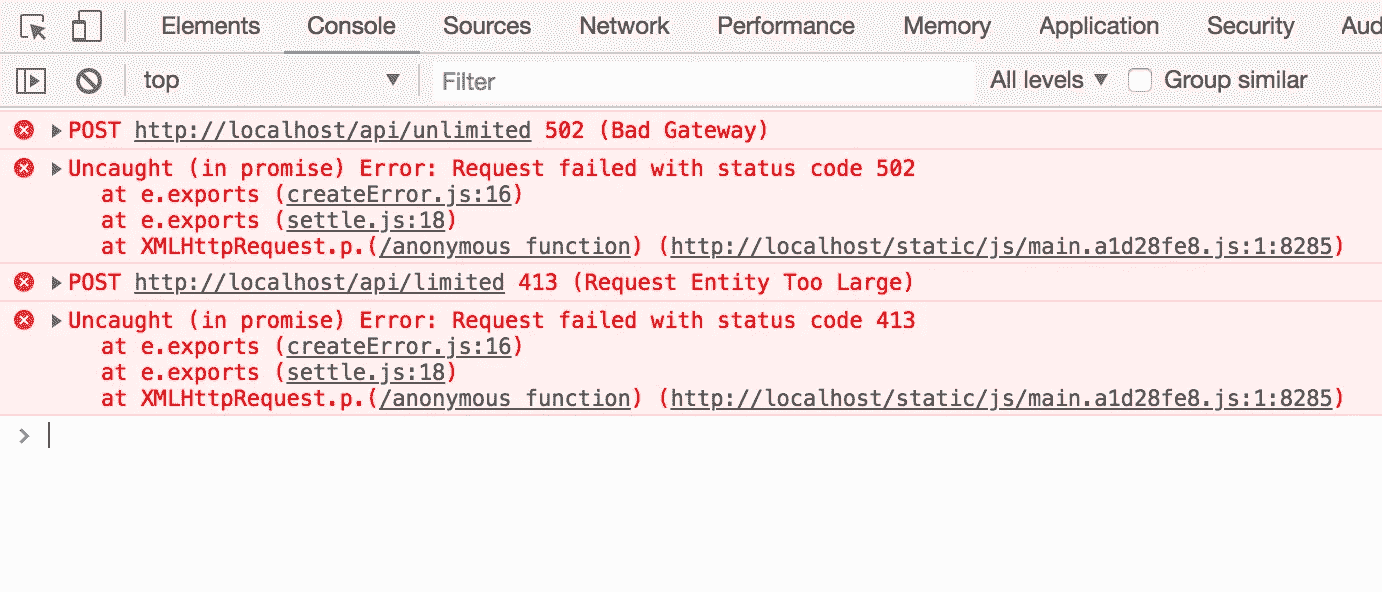 Elements Console Sources Network Performance Memory Application Security Aud
top Filter All levels Group similar
POST http://localhost/api/unlimited 502 (Bad Gateway)
Uncaught (in promise) Error: Request failed with status code 502
at e.exports (createError.js:16)
at e.exports (settle.js:18)
at XMLHttpRequest.p.(/anonymous function) (http://localhost/static/js/main.a1d28fe8.js:1:8285)
POST http://localhost/api/limited 413 (Request Entity Too Large)
Uncaught (in promise) Error: Request failed with status code 413
at e.exports (createError.js:16)
at e.exports (settle.js:18)
at XMLHttpRequest.p.(/anonymous function) (http://localhost/static/js/main.a1d28fe8.js:1:8285)